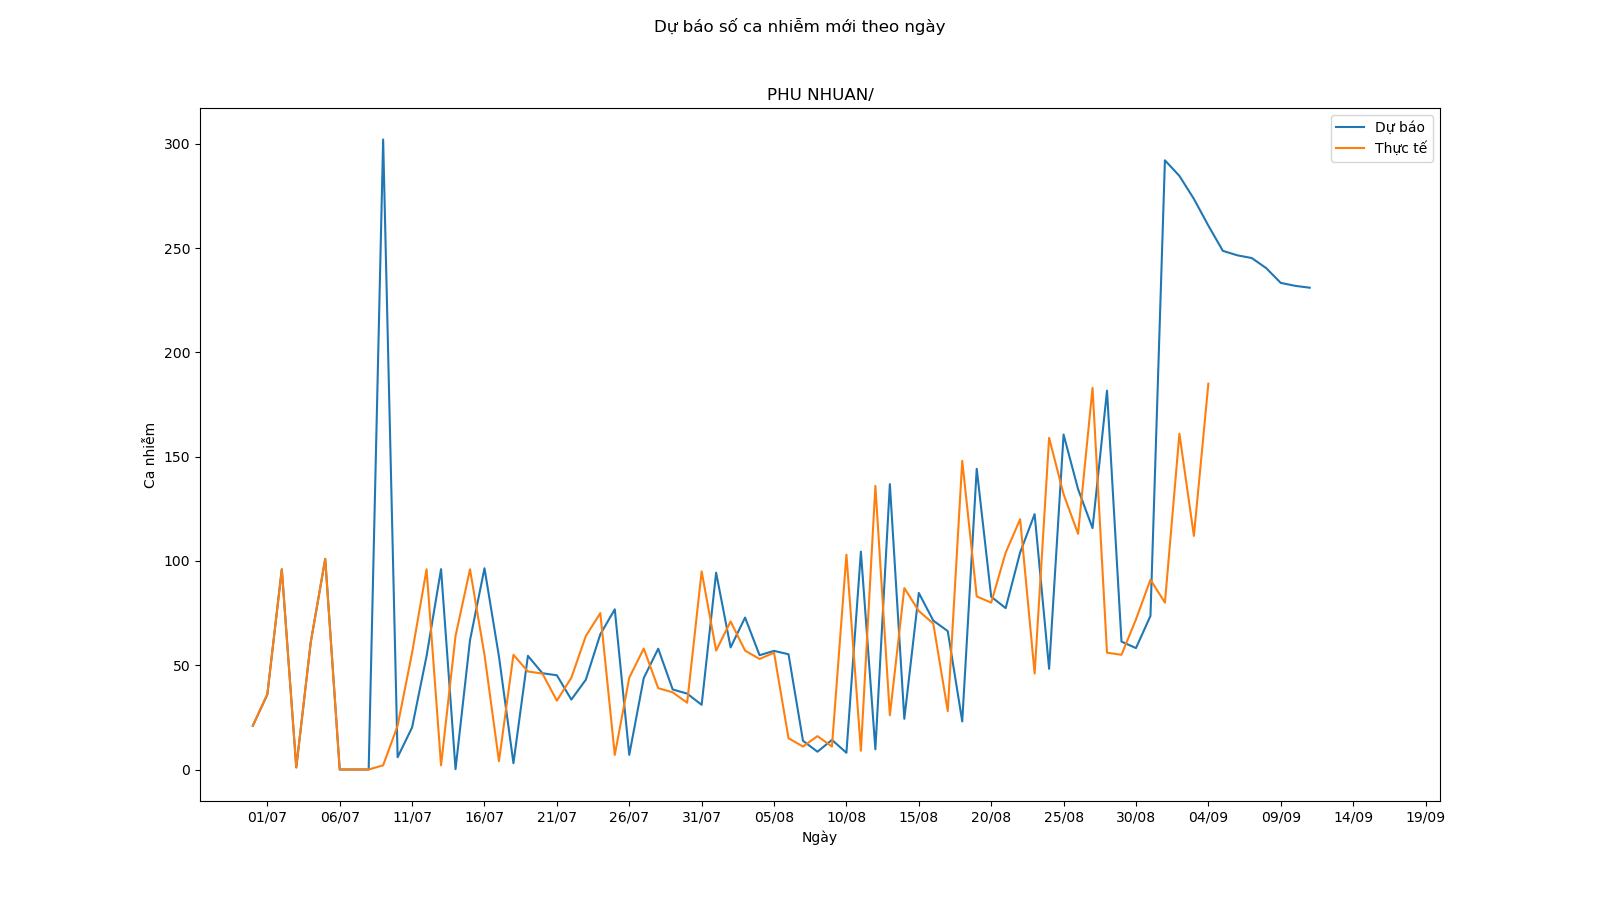 Dự báo số ca nhiễm mới theo ngày
PHU NHUAN/
Dự báo
Thực tế
300
250
200
150
100
50
0
Ca nhiễm
01/07 06/07 11/07 16/07 21/07 26/07 31/07 05/08 10/08 15/08 20/08 25/08 30/08 04/09 09/09 14/09 19/09
Ngày